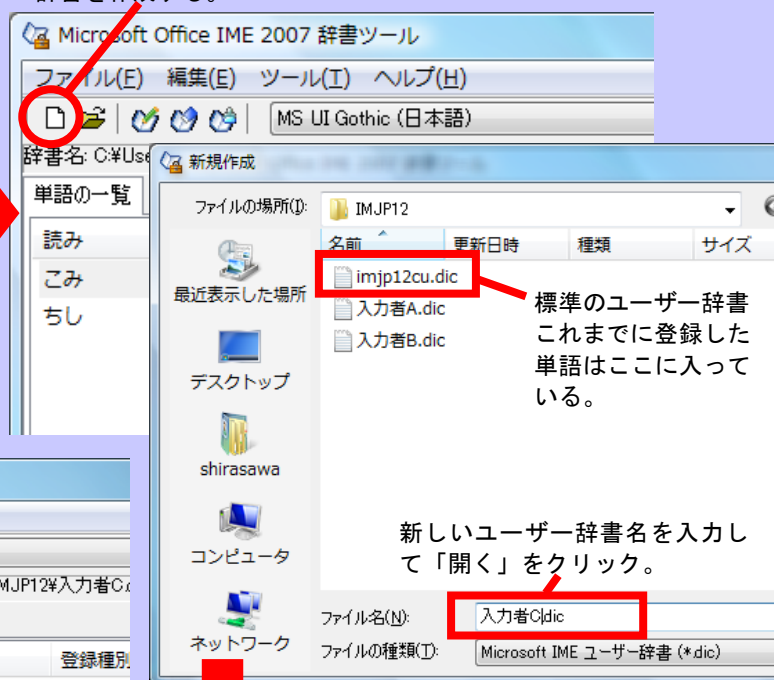 Microsoft Office IME 2007 辞書ツール
ファイル(F) 編集(E) ツール(T) ヘルプ(H)
MS UI Gothic (日本語)
辞書名: C:¥Use
新規作成
単語の一覧
ファイルの場所(I):
IMJP12
読み
名前
更新日時
種類
サイズ
こみ
ちし
最近表示した場所
imjp12cu.dic
入力者A.dic
入力者B.dic
標準のユーザー辞書
これまでに登録した
単語はここに入って
いる。
デスクトップ
shirasawa
コンピュータ
新しいユーザー辞書名を入力し
て「開く」をクリック。
MJP12¥入力者C.
ファイル名(N):
入力者C.dic
ネットワーク
ファイルの種類(T):
Microsoft IME ユーザー辞書 (*.dic)
登録種別